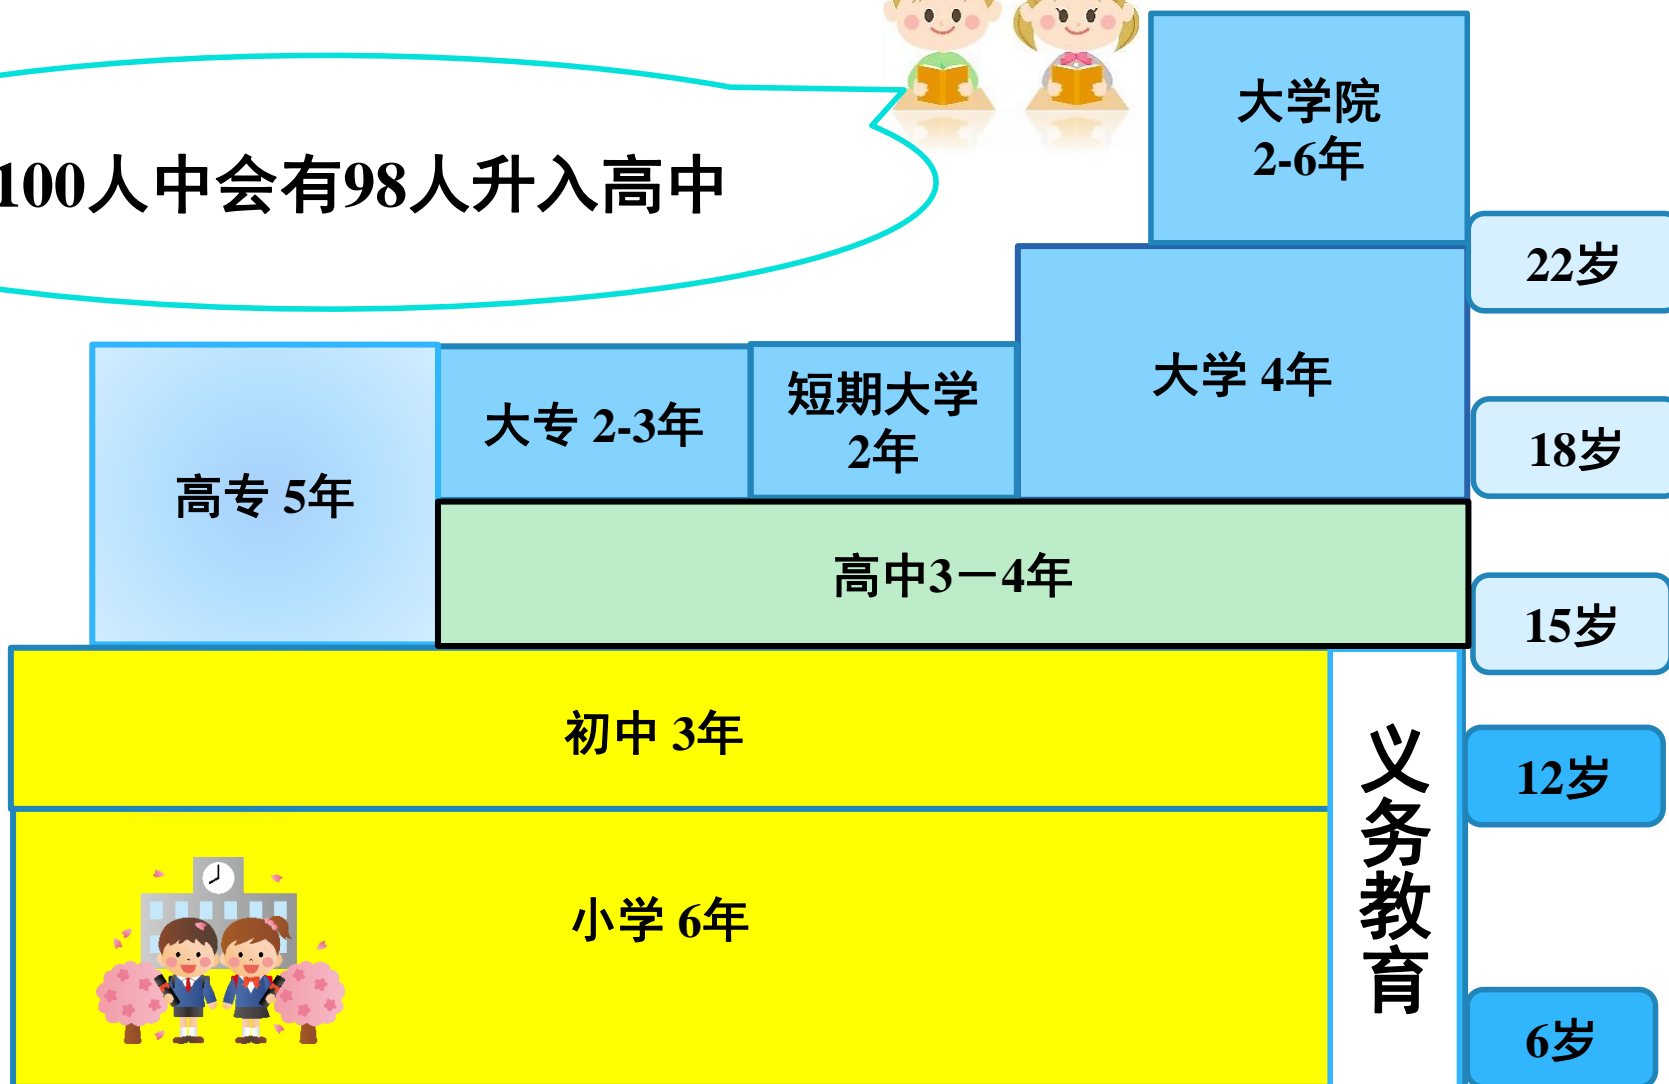 100人中会有98人升入高中
大学院
2-6年
22岁
大学 4年
短期大学
2年
大专 2-3年
高专 5年
18岁
高中3－4年
15岁
初中 3年
12岁
义务教育
小学 6年
6岁